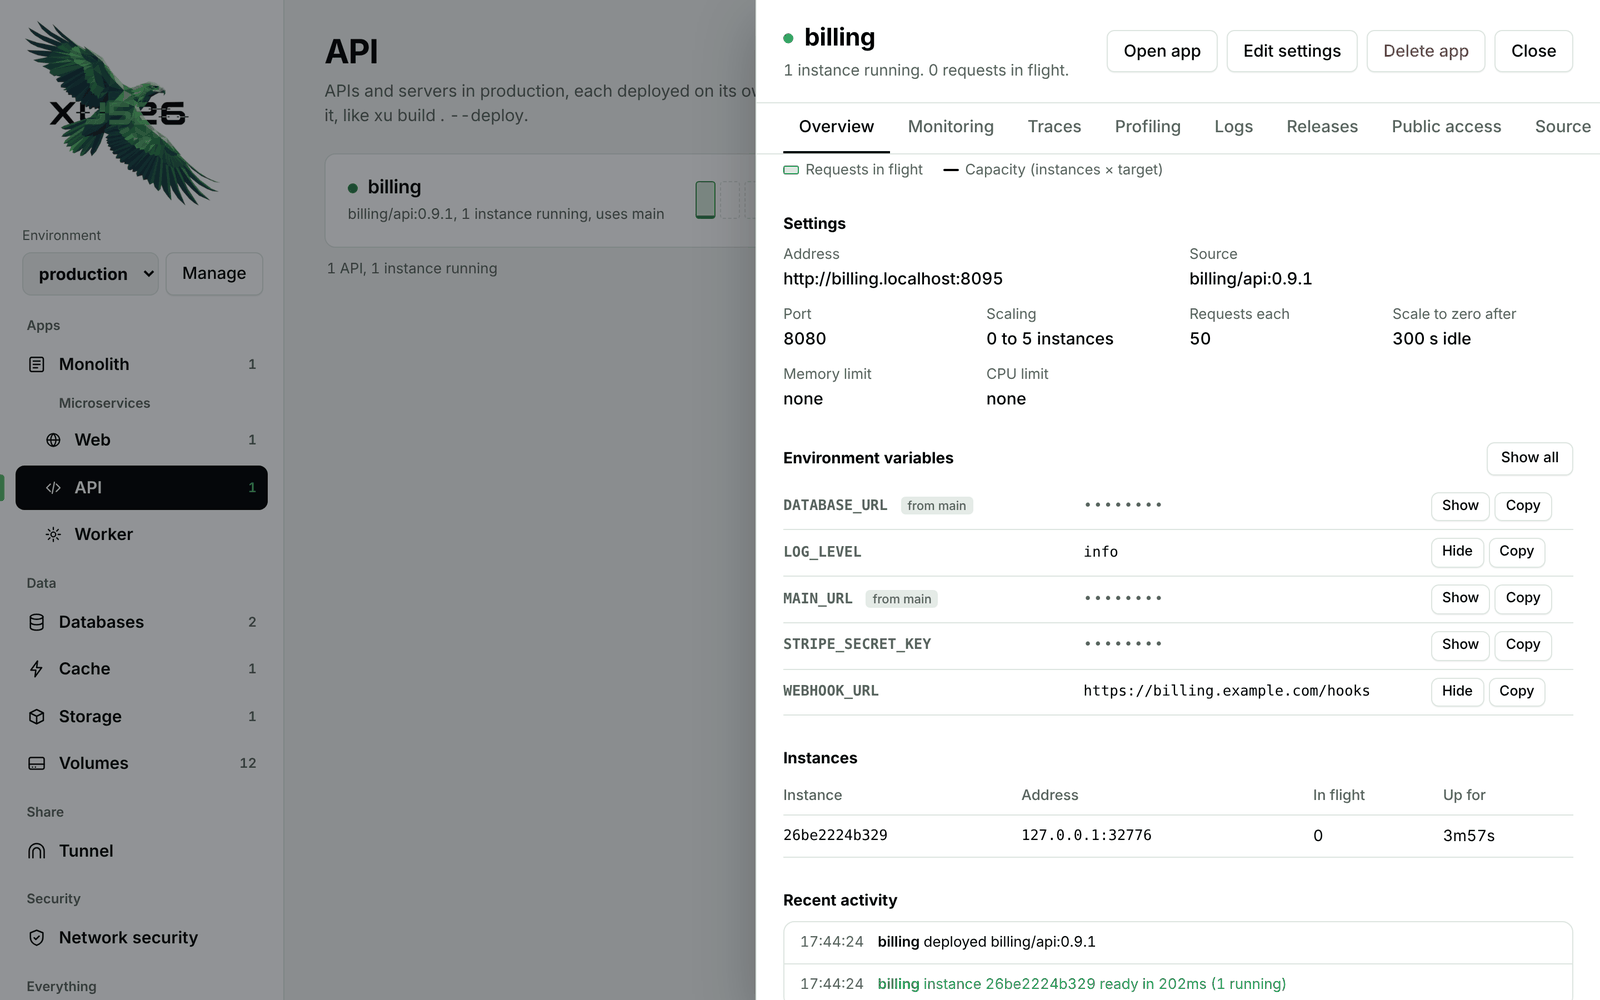 XUS26
Environment
production
Manage
Apps
Monolith 1
Microservices
Web 1
API 1
Worker
Data
Databases 2
Cache 1
Storage 1
Volumes 12
Share
Tunnel
Security
Network security
Everything
API
APIs and servers in production, each deployed on its ow
it, like xu build . --deploy.
billing
billing/api:0.9.1, 1 instance running, uses main
1 API, 1 instance running
billing
1 instance running. 0 requests in flight.
Open app
Edit settings
Delete app
Close
Overview Monitoring Traces Profiling Logs Releases Public access Source
Requests in flight Capacity (instances × target)
Settings
Address Source
http://billing.localhost:8095 billing/api:0.9.1
Port Scaling Requests each Scale to zero after
8080 0 to 5 instances 50 300 s idle
Memory limit CPU limit
none none
Environment variables Show all
DATABASE_URL from main •••••••• Show Copy
LOG_LEVEL info Hide Copy
MAIN_URL from main •••••••• Show Copy
STRIPE_SECRET_KEY •••••••• Show Copy
WEBHOOK_URL https://billing.example.com/hooks Hide Copy
Instances
Instance Address In flight Up for
26be2224b329 127.0.0.1:32776 0 3m57s
Recent activity
17:44:24 billing deployed billing/api:0.9.1
17:44:24 billing instance 26be2224b329 ready in 202ms (1 running)